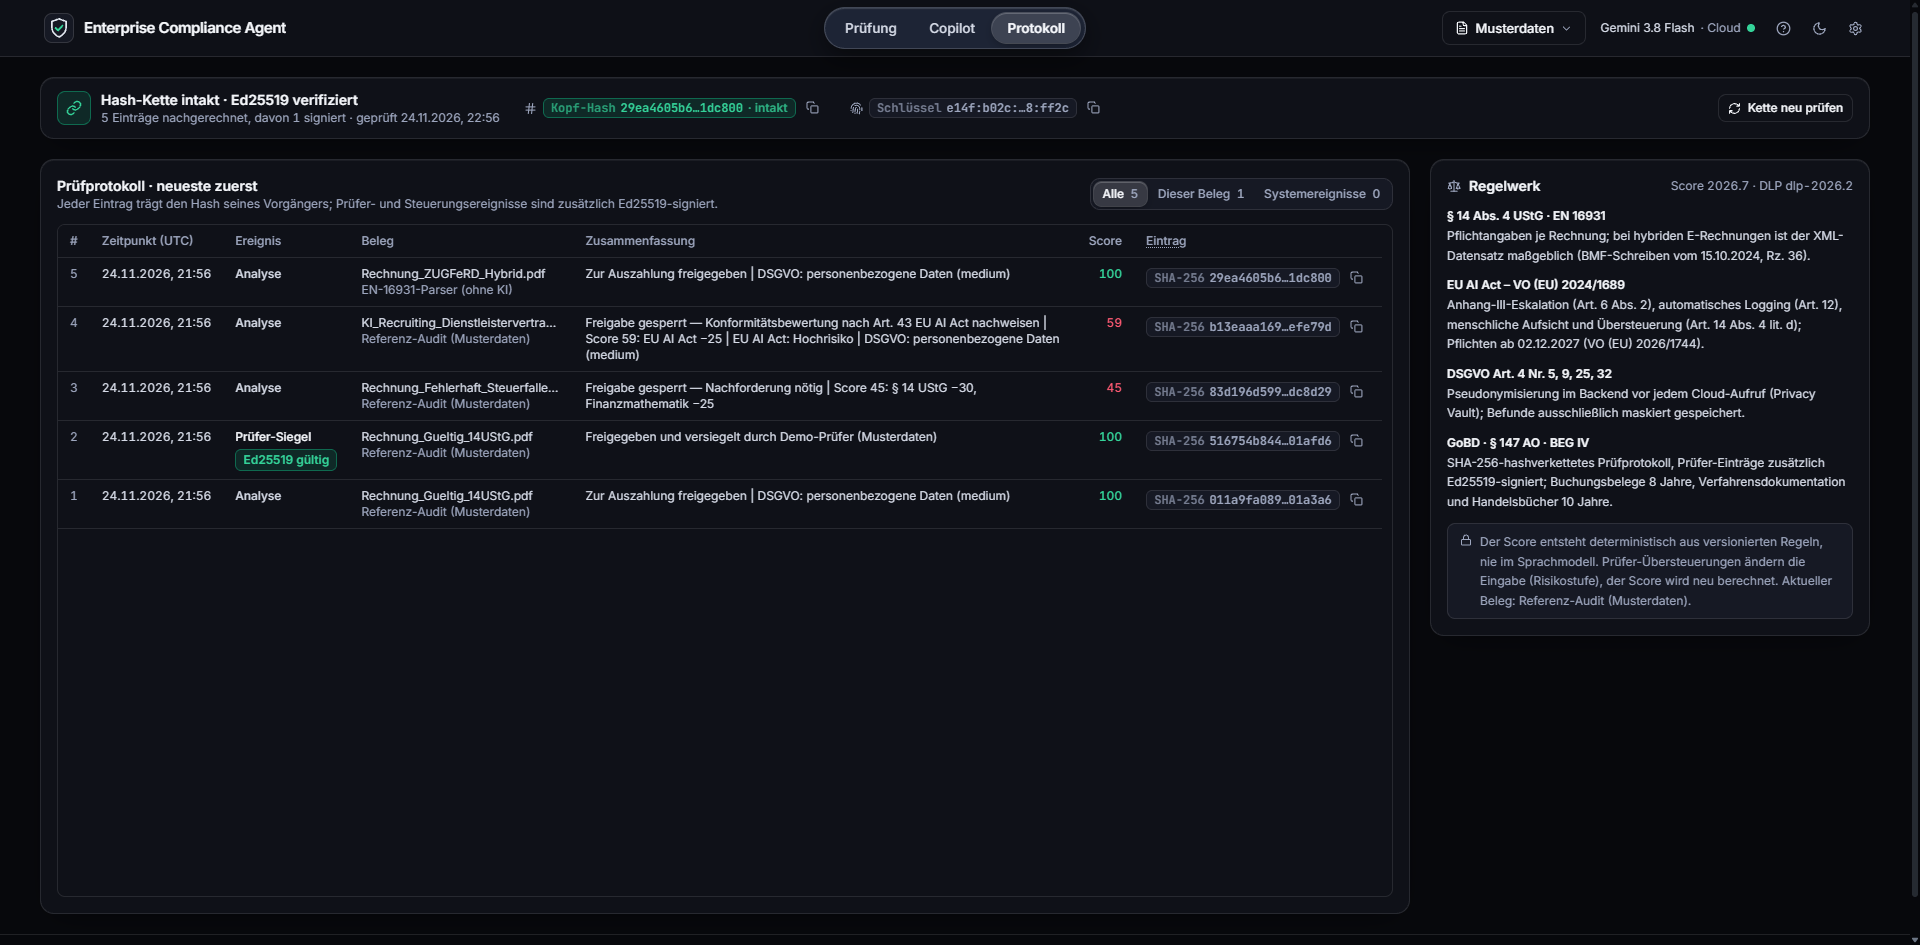 Enterprise Compliance Agent
Prüfung
Copilot
Protokoll
Musterdaten
Gemini 3.8 Flash · Cloud
Hash-Kette intakt · Ed25519 verifiziert
5 Einträge nachgerechnet, davon 1 signiert · geprüft 24.11.2026, 22:56
Kopf-Hash 29ea4605b6…1dc800 · intakt
Schlüssel e14f:b02c:…8:ff2c
Kette neu prüfen
Prüfprotokoll · neueste zuerst
Jeder Eintrag trägt den Hash seines Vorgängers; Prüfer- und Steuerungsereignisse sind zusätzlich Ed25519-signiert.
Alle 5
Dieser Beleg 1
Systemereignisse 0
# Zeitpunkt (UTC) Ereignis Beleg Zusammenfassung Score Eintrag
5 24.11.2026, 21:56 Analyse Rechnung_ZUGFeRD_Hybrid.pdf Zur Auszahlung freigegeben | DSGVO: personenbezogene Daten (medium) 100 SHA-256 29ea4605b6…1dc800
EN-16931-Parser (ohne KI)
4 24.11.2026, 21:56 Analyse KI_Recruiting_Dienstleistervertra… Freigabe gesperrt — Konformitätsbewertung nach Art. 43 EU AI Act nachweisen | 59 SHA-256 b13eaaa169…efe79d
Referenz-Audit (Musterdaten) Score 59: EU AI Act −25 | EU AI Act: Hochrisiko | DSGVO: personenbezogene Daten
(medium)
3 24.11.2026, 21:56 Analyse Rechnung_Fehlerhaft_Steuerfalle… Freigabe gesperrt — Nachforderung nötig | Score 45: § 14 UStG −30, 45 SHA-256 83d196d599…dc8d29
Referenz-Audit (Musterdaten) Finanzmathematik −25
2 24.11.2026, 21:56 Prüfer-Siegel Rechnung_Gueltig_14UStG.pdf Freigegeben und versiegelt durch Demo-Prüfer (Musterdaten) 100 SHA-256 516754b844…01afd6
Ed25519 gültig Referenz-Audit (Musterdaten)
1 24.11.2026, 21:56 Analyse Rechnung_Gueltig_14UStG.pdf Zur Auszahlung freigegeben | DSGVO: personenbezogene Daten (medium) 100 SHA-256 011a9fa089…01a3a6
Referenz-Audit (Musterdaten)
Regelwerk
Score 2026.7 · DLP dlp-2026.2
§ 14 Abs. 4 UStG · EN 16931
Pflichtangaben je Rechnung; bei hybriden E-Rechnungen ist der XML-
Datensatz maßgeblich (BMF-Schreiben vom 15.10.2024, Rz. 36).
EU AI Act – VO (EU) 2024/1689
Anhang-III-Eskalation (Art. 6 Abs. 2), automatisches Logging (Art. 12),
menschliche Aufsicht und Übersteuerung (Art. 14 Abs. 4 lit. d);
Pflichten ab 02.12.2027 (VO (EU) 2026/1744).
DSGVO Art. 4 Nr. 5, 9, 25, 32
Pseudonymisierung im Backend vor jedem Cloud-Aufruf (Privacy
Vault); Befunde ausschließlich maskiert gespeichert.
GoBD · § 147 AO · BEG IV
SHA-256-hashverkettetes Prüfprotokoll, Prüfer-Einträge zusätzlich
Ed25519-signiert; Buchungsbelege 8 Jahre, Verfahrensdokumentation
und Handelsbücher 10 Jahre.
Der Score entsteht deterministisch aus versionierten Regeln,
nie im Sprachmodell. Prüfer-Übersteuerungen ändern die
Eingabe (Risikostufe), der Score wird neu berechnet. Aktueller
Beleg: Referenz-Audit (Musterdaten).